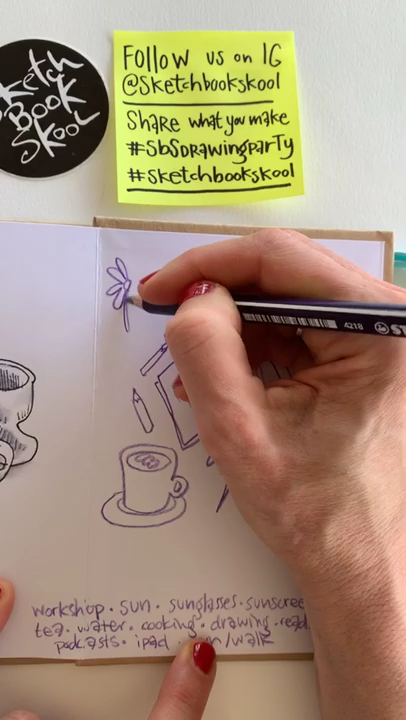 Sketch
Book
Skool
Follow us on IG
@Sketchbookskool
Share what you make
#SbSDrawingParty
#sketchbookskool
4218
workshop · sun · sunglasses · sunscree
tea · water · cooking · drawing · read
podcasts · ipad · /walk